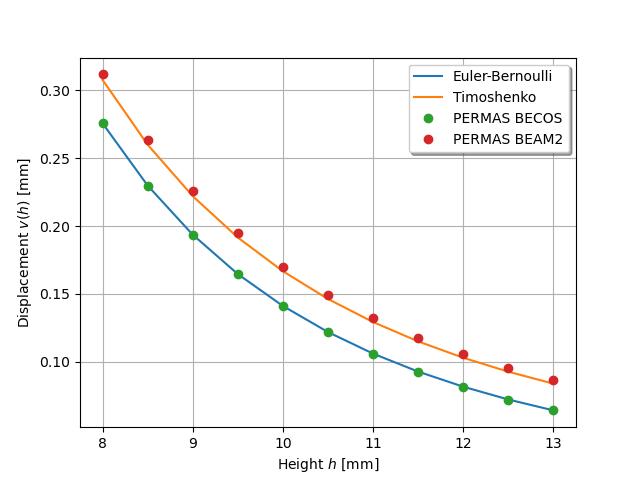 Euler-Bernoulli
Timoshenko
PERMAS BECOS
PERMAS BEAM2
0.30
0.25
0.20
0.15
0.10
Displacement v(h) [mm]
8 9 10 11 12 13
Height h [mm]